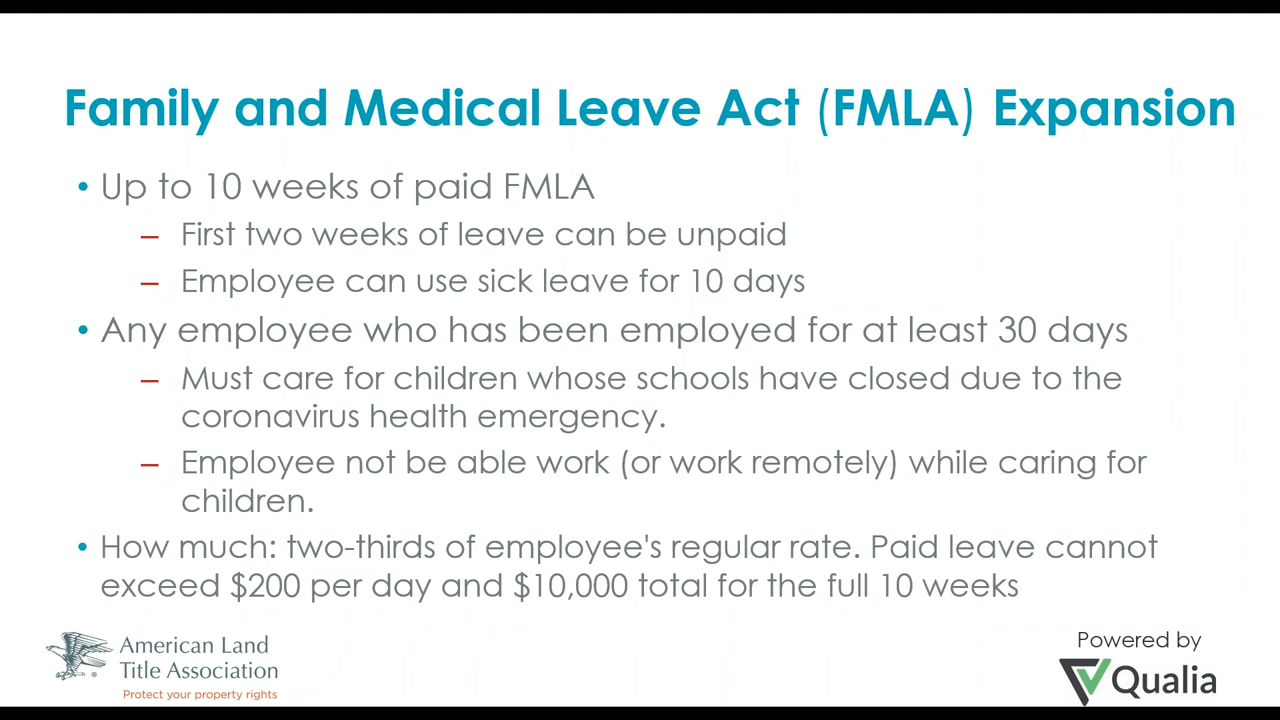 Family and Medical Leave Act (FMLA) Expansion
• Up to 10 weeks of paid FMLA
– First two weeks of leave can be unpaid
– Employee can use sick leave for 10 days
• Any employee who has been employed for at least 30 days
– Must care for children whose schools have closed due to the
coronavirus health emergency.
– Employee not be able work (or work remotely) while caring for
children.
• How much: two-thirds of employee's regular rate. Paid leave cannot
exceed $200 per day and $10,000 total for the full 10 weeks
American Land
Title Association
Protect your property rights
Powered by
Qualia